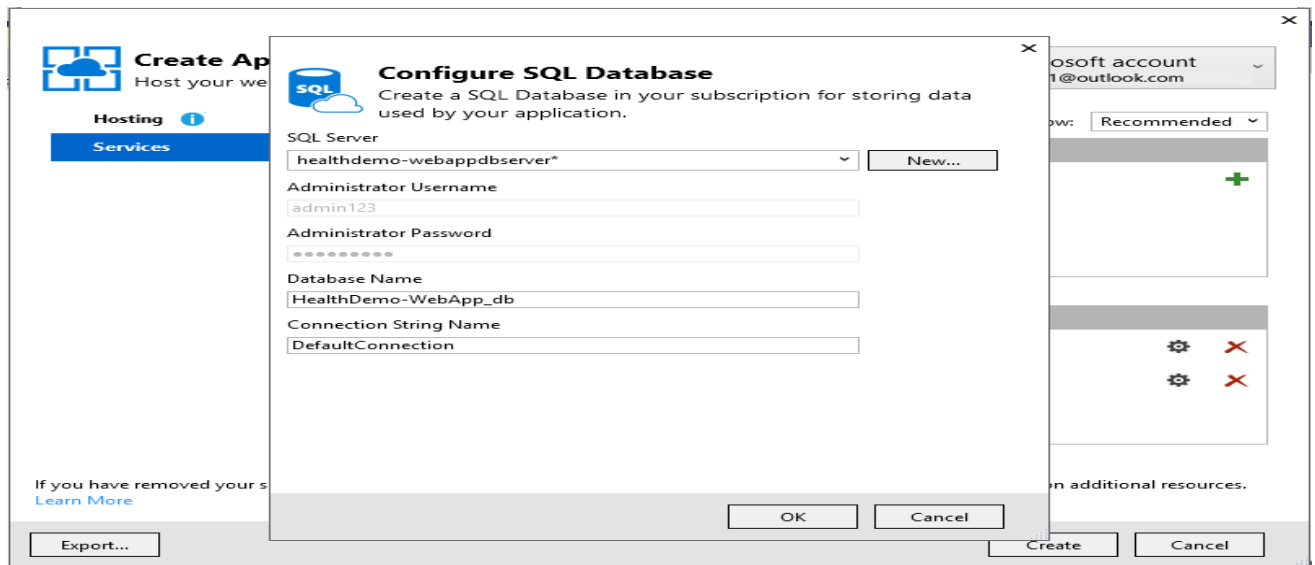 Create Ap
Host your we
osoft account
1@outlook.com
Hosting
Services
ow: Recommended
Configure SQL Database
Create a SQL Database in your subscription for storing data
used by your application.
SQL Server
healthdemo-webappdbserver*
New...
Administrator Username
admin123
Administrator Password
Database Name
HealthDemo-WebApp_db
Connection String Name
DefaultConnection
OK
Cancel
If you have removed your s
n additional resources.
Learn More
Export...
Create
Cancel